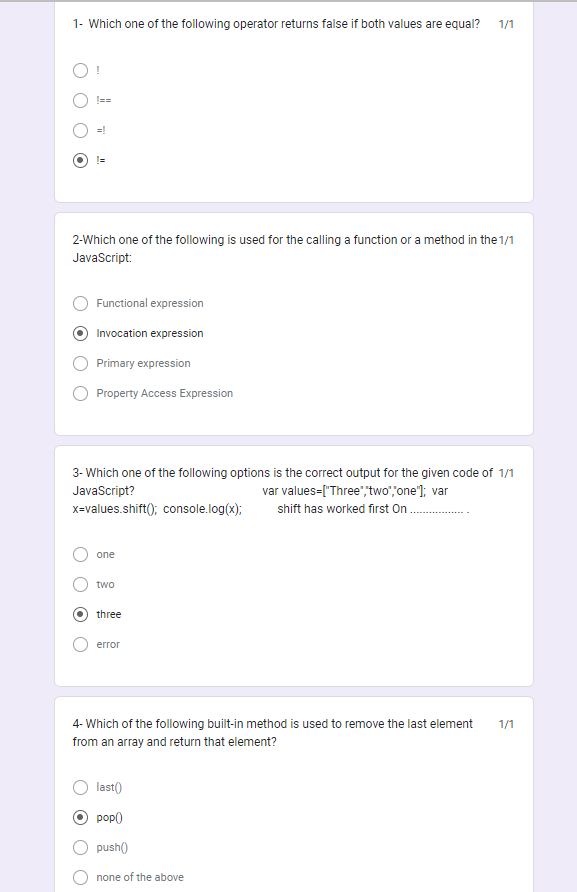 1- Which one of the following operator returns false if both values are equal? 1/1
!
!==
=!
!=
2-Which one of the following is used for the calling a function or a method in the 1/1
JavaScript:
Functional expression
Invocation expression
Primary expression
Property Access Expression
3- Which one of the following options is the correct output for the given code of 1/1
JavaScript? var values=["Three","two","one"]; var
x=values.shift(); console.log(x); shift has worked first On ................. .
one
two
three
error
4- Which of the following built-in method is used to remove the last element 1/1
from an array and return that element?
last()
pop()
push()
none of the above